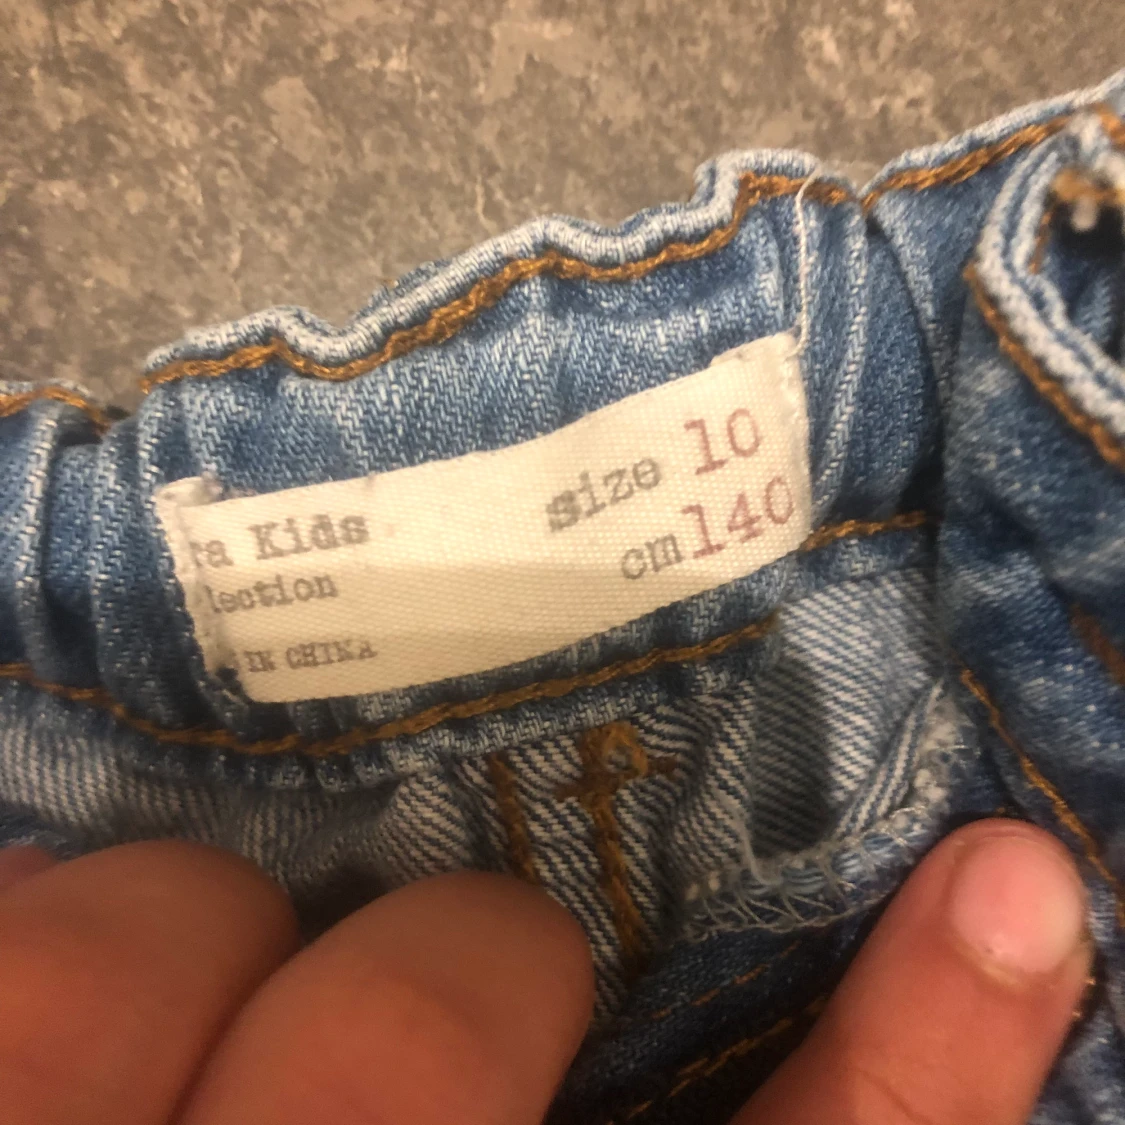 ra Kids
lection
IN CHINA
size 10
cm 140